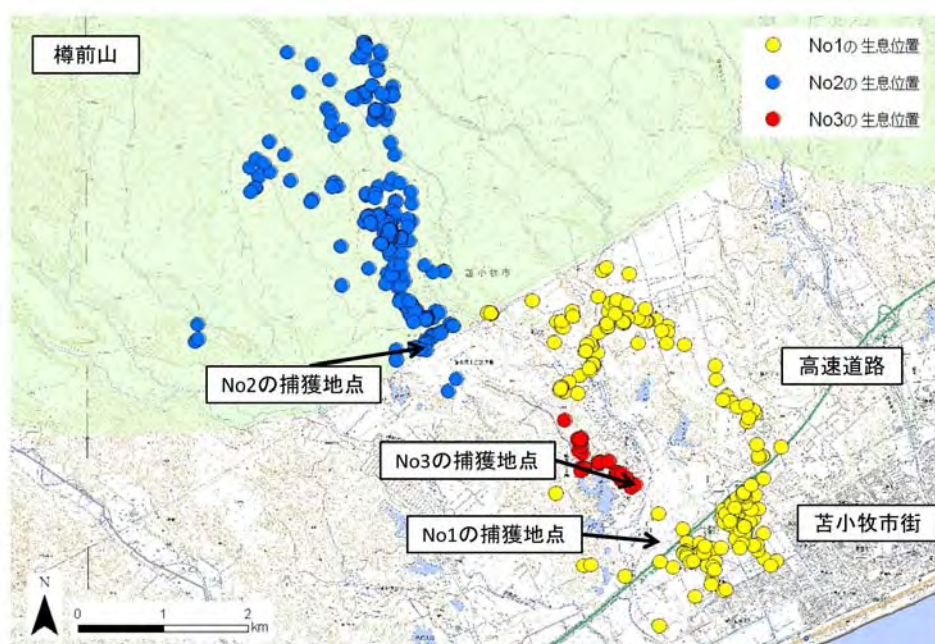 樽前山
No1の生息位置
No2の生息位置
No3の生息位置
苫小牧市
No2の捕獲地点
高速道路
No3の捕獲地点
No1の捕獲地点
苫小牧市街
N
0 1 2
km